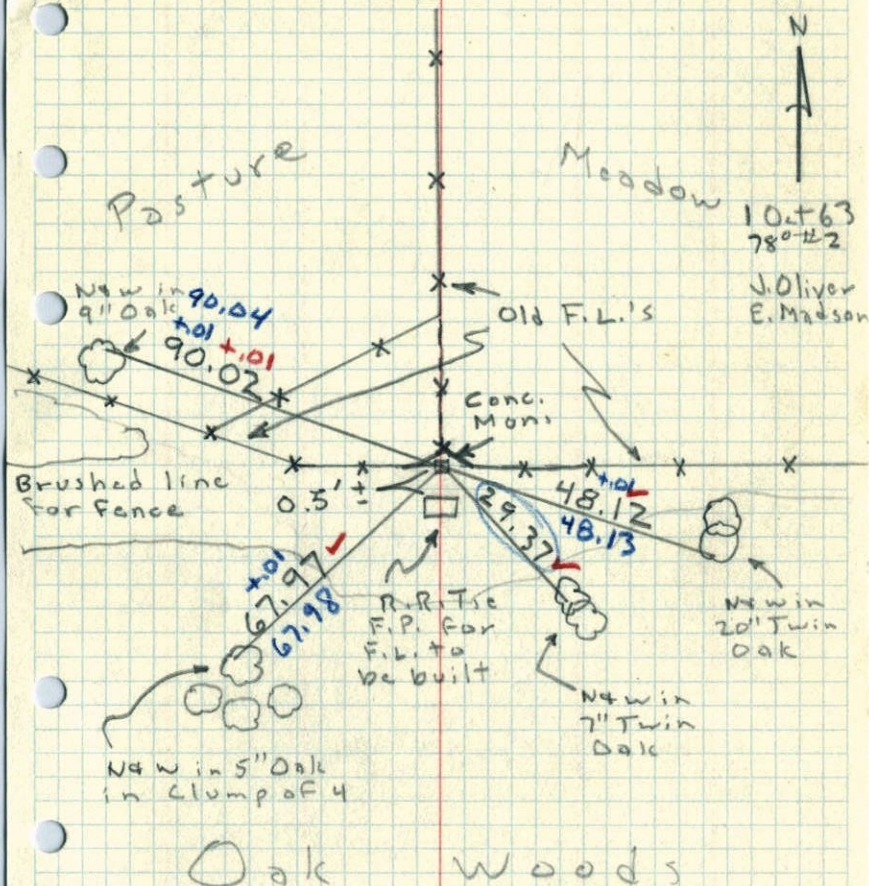 N
Pasture
Meadow
1 Oct 63
78° #2
J. Oliver
E. Madson
N&W in
9" Oak
90.04
+.01
90.02 +.01
Old F.L.'s
Conc.
Mon.
Brushed line
for Fence
0.5' ±
+.01
48.12
48.13
29.37
+.01
67.97
67.98
R.R. Tie
F.P. for
F.L. to
be built
N&W in
20" Twin
Oak
N&W in
7" Twin
Oak
N&W in 5" Oak
in Clump of 4
Oak Woods